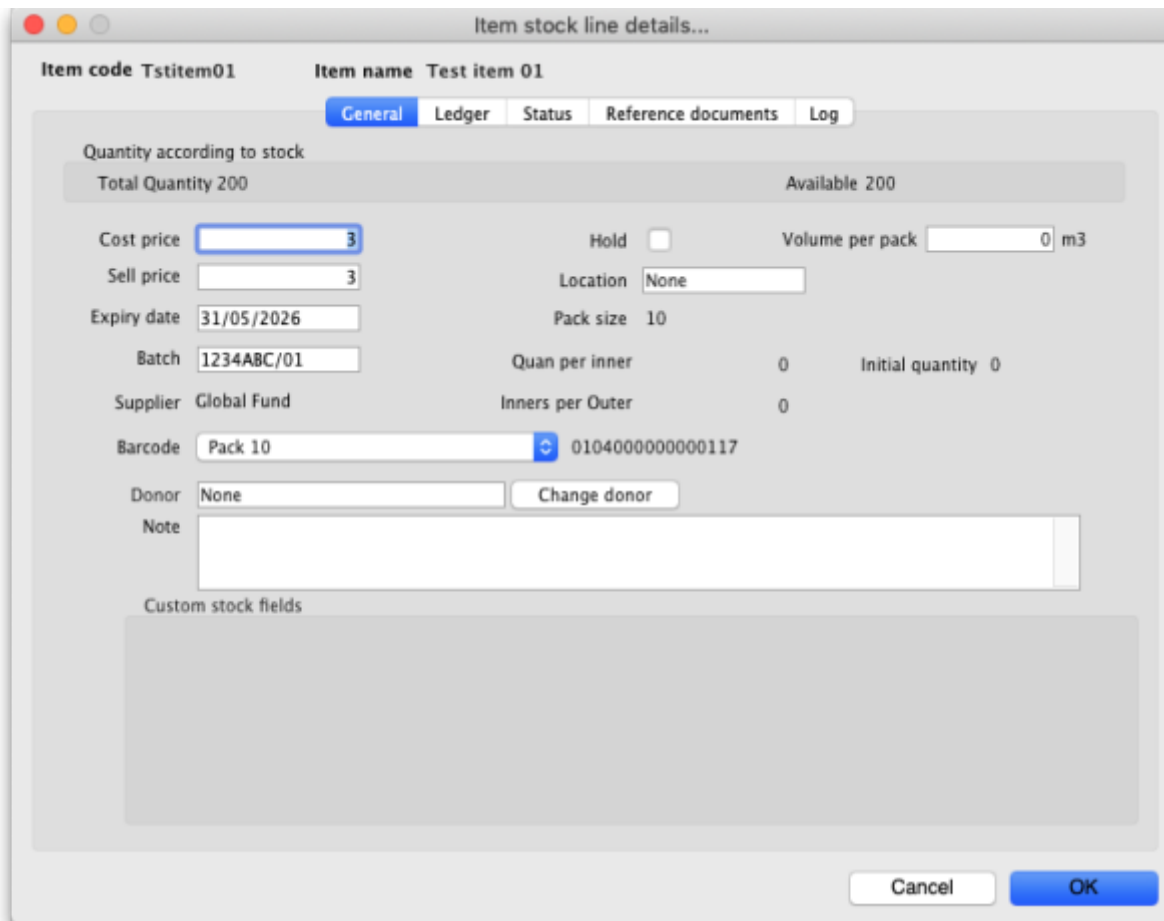 Item stock line details...
Item code Tstitem01 Item name Test item 01
General Ledger Status Reference documents Log
Quantity according to stock
Total Quantity 200 Available 200
Cost price 3 Hold Volume per pack 0 m3
Sell price 3 Location None
Expiry date 31/05/2026 Pack size 10
Batch 1234ABC/01 Quan per inner 0 Initial quantity 0
Supplier Global Fund Inners per Outer 0
Barcode Pack 10 0104000000000117
Donor None Change donor
Note
Custom stock fields
Cancel OK